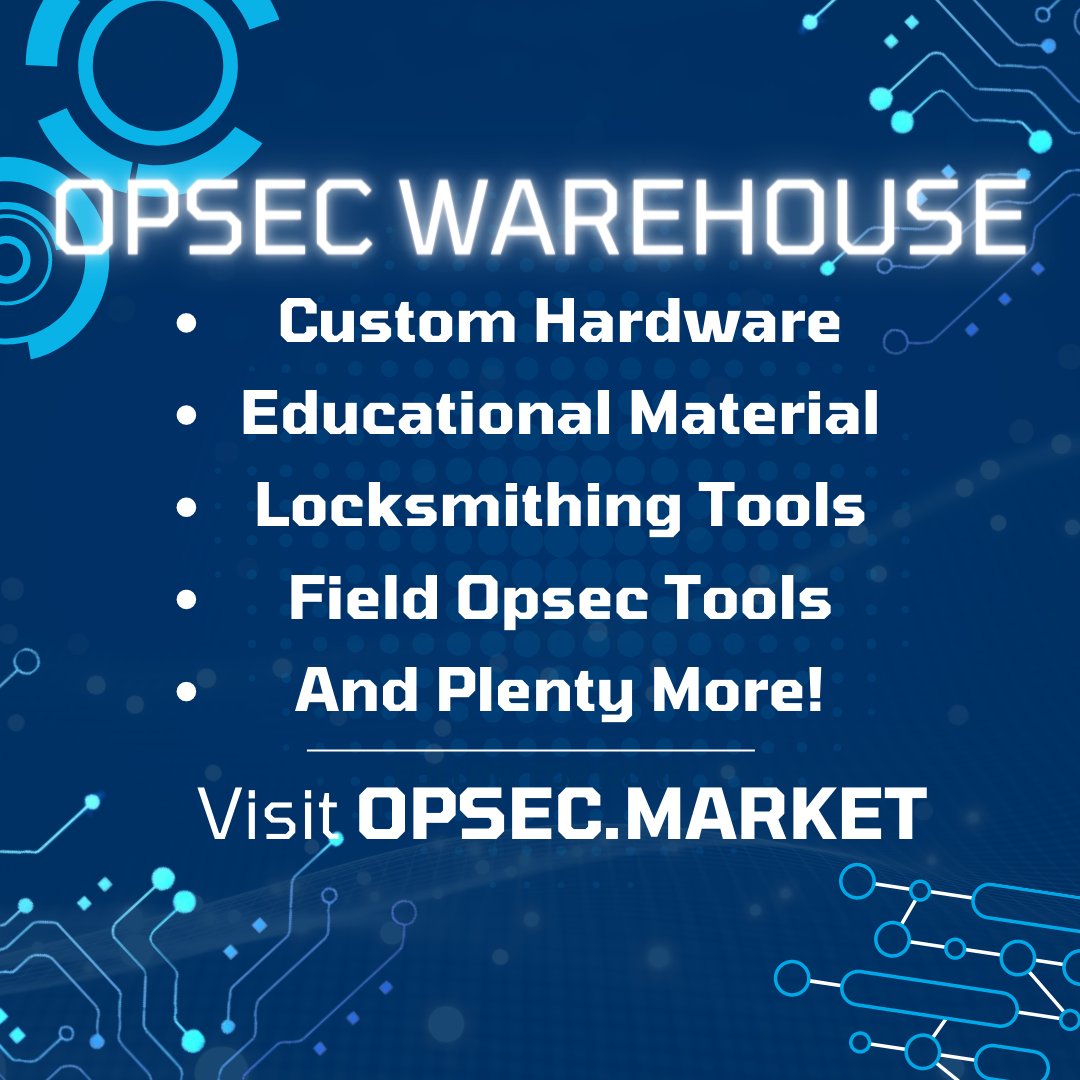 OPSEC WAREHOUSE
• Custom Hardware
• Educational Material
• Locksmithing Tools
• Field Opsec Tools
• And Plenty More!
Visit OPSEC.MARKET